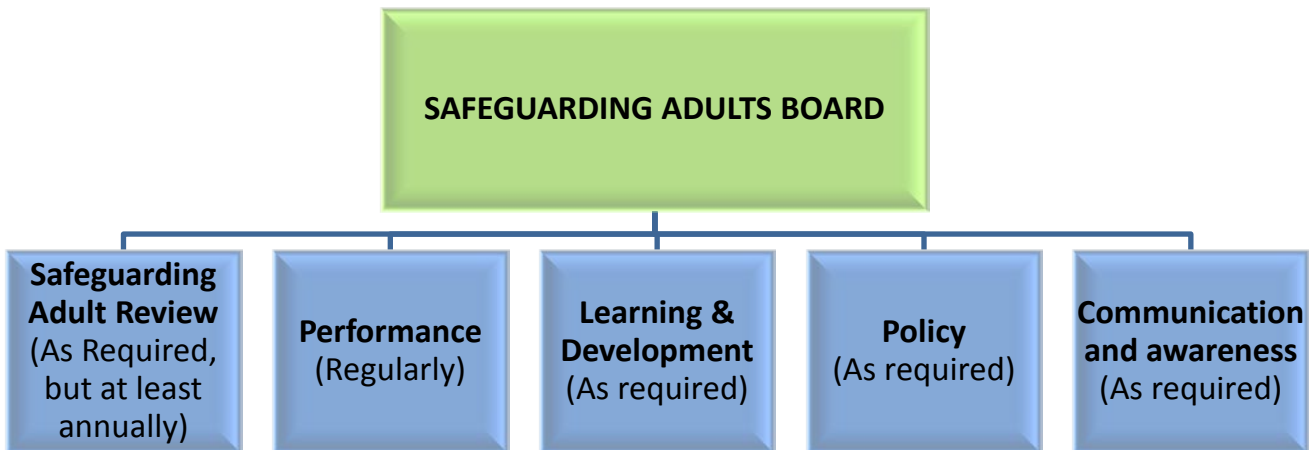 SAFEGUARDING ADULTS BOARD
Safeguarding
Adult Review
(As Required,
but at least
annually)
Performance
(Regularly)
Learning &
Development
(As required)
Policy
(As required)
Communication
and awareness
(As required)